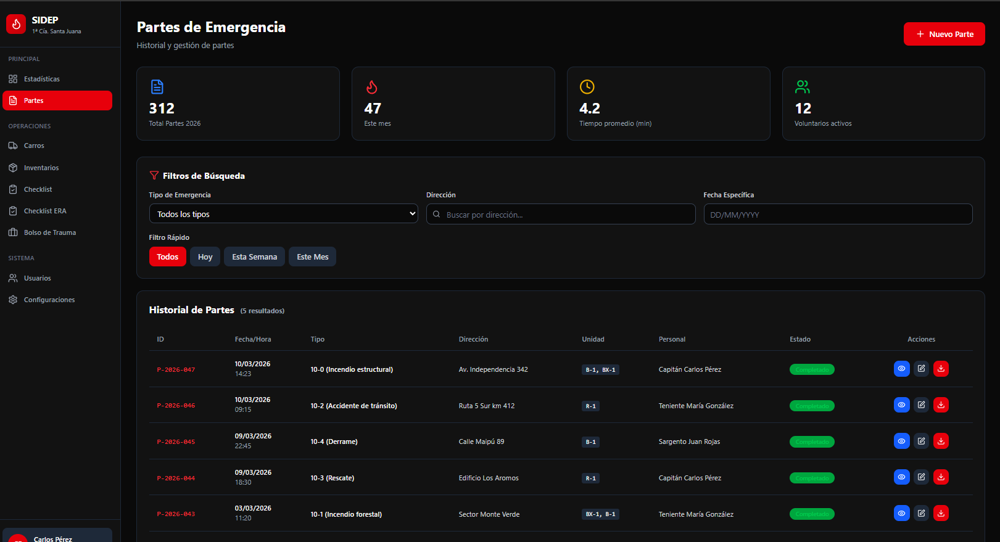 SIDEP
1ª Cía. Santa Juana
PRINCIPAL
Estadísticas
Partes
OPERACIONES
Carros
Inventarios
Checklist
Checklist ERA
Bolso de Trauma
SISTEMA
Usuarios
Configuraciones
Carlos Pérez
Partes de Emergencia
Historial y gestión de partes
Nuevo Parte
312
Total Partes 2026
47
Este mes
4.2
Tiempo promedio (min)
12
Voluntarios activos
Filtros de Búsqueda
Tipo de Emergencia Dirección Fecha Específica
Todos los tipos Buscar por dirección... DD/MM/YYYY
Filtro Rápido
Todos Hoy Esta Semana Este Mes
Historial de Partes (5 resultados)
ID Fecha/Hora Tipo Dirección Unidad Personal Estado Acciones
P-2026-047 10/03/2026 14:23 10-0 (Incendio estructural) Av. Independencia 342 B-1, BX-1 Capitán Carlos Pérez Completado
P-2026-046 10/03/2026 09:15 10-2 (Accidente de tránsito) Ruta 5 Sur km 412 R-1 Teniente María González Completado
P-2026-045 09/03/2026 22:45 10-4 (Derrame) Calle Maipú 89 B-1 Sargento Juan Rojas Completado
P-2026-044 09/03/2026 18:30 10-3 (Rescate) Edificio Los Aromos R-1 Capitán Carlos Pérez Completado
P-2026-043 03/03/2026 11:20 10-1 (Incendio forestal) Sector Monte Verde BX-1, B-1 Teniente María González Completado